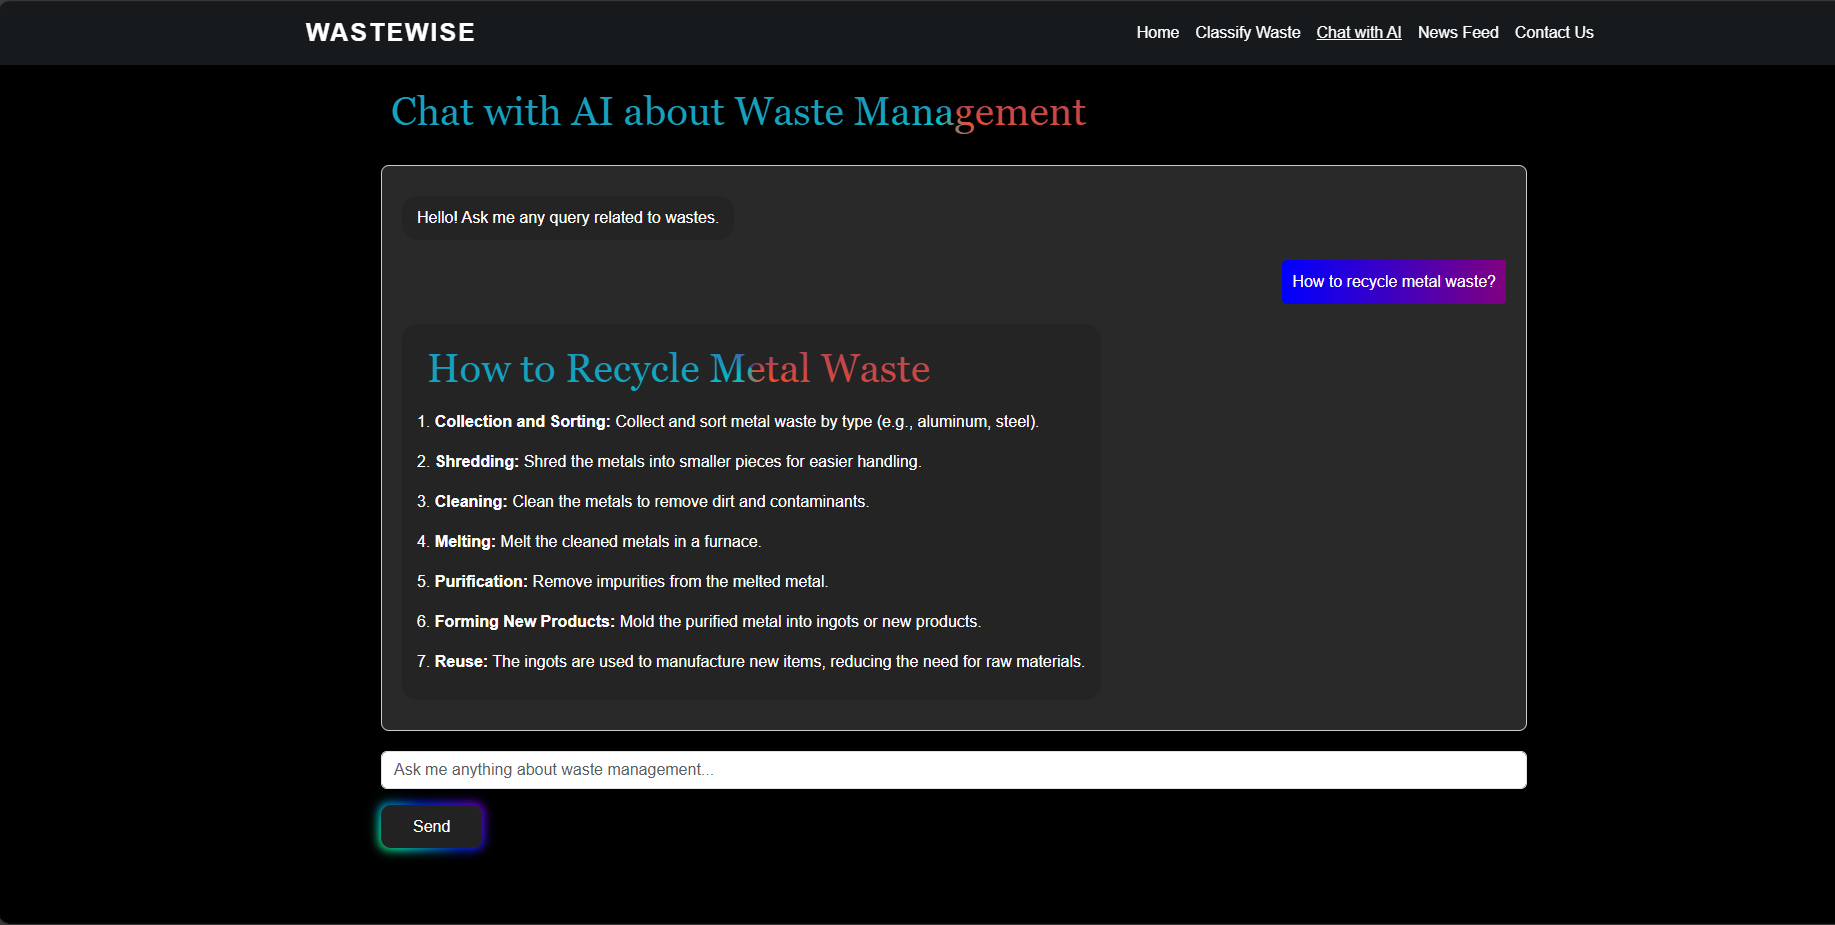 WASTEWISE
Home Classify Waste Chat with AI News Feed Contact Us
Chat with AI about Waste Management
Hello! Ask me any query related to wastes.
How to recycle metal waste?
How to Recycle Metal Waste
1. Collection and Sorting: Collect and sort metal waste by type (e.g., aluminum, steel).
2. Shredding: Shred the metals into smaller pieces for easier handling.
3. Cleaning: Clean the metals to remove dirt and contaminants.
4. Melting: Melt the cleaned metals in a furnace.
5. Purification: Remove impurities from the melted metal.
6. Forming New Products: Mold the purified metal into ingots or new products.
7. Reuse: The ingots are used to manufacture new items, reducing the need for raw materials.
Ask me anything about waste management...
Send